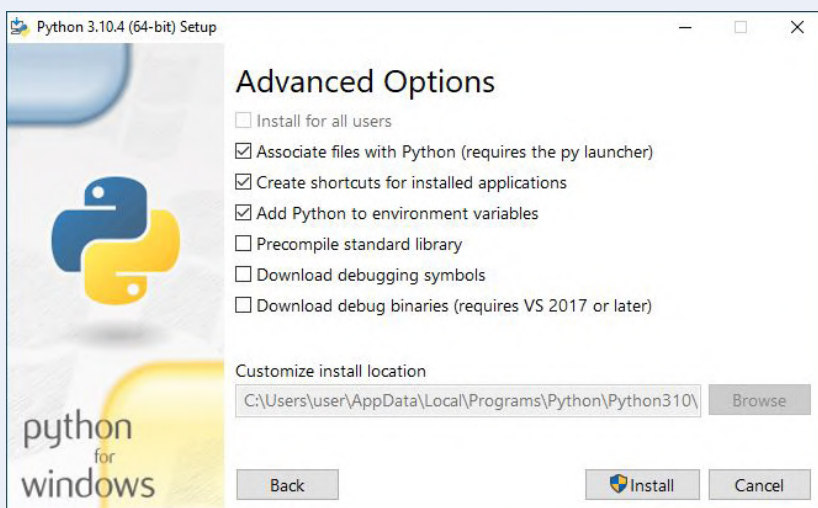 Python 3.10.4 (64-bit) Setup
Advanced Options
Install for all users
Associate files with Python (requires the py launcher)
Create shortcuts for installed applications
Add Python to environment variables
Precompile standard library
Download debugging symbols
Download debug binaries (requires VS 2017 or later)
Customize install location
C:\Users\user\AppData\Local\Programs\Python\Python310\
Browse
python
for
windows
Back
Install
Cancel